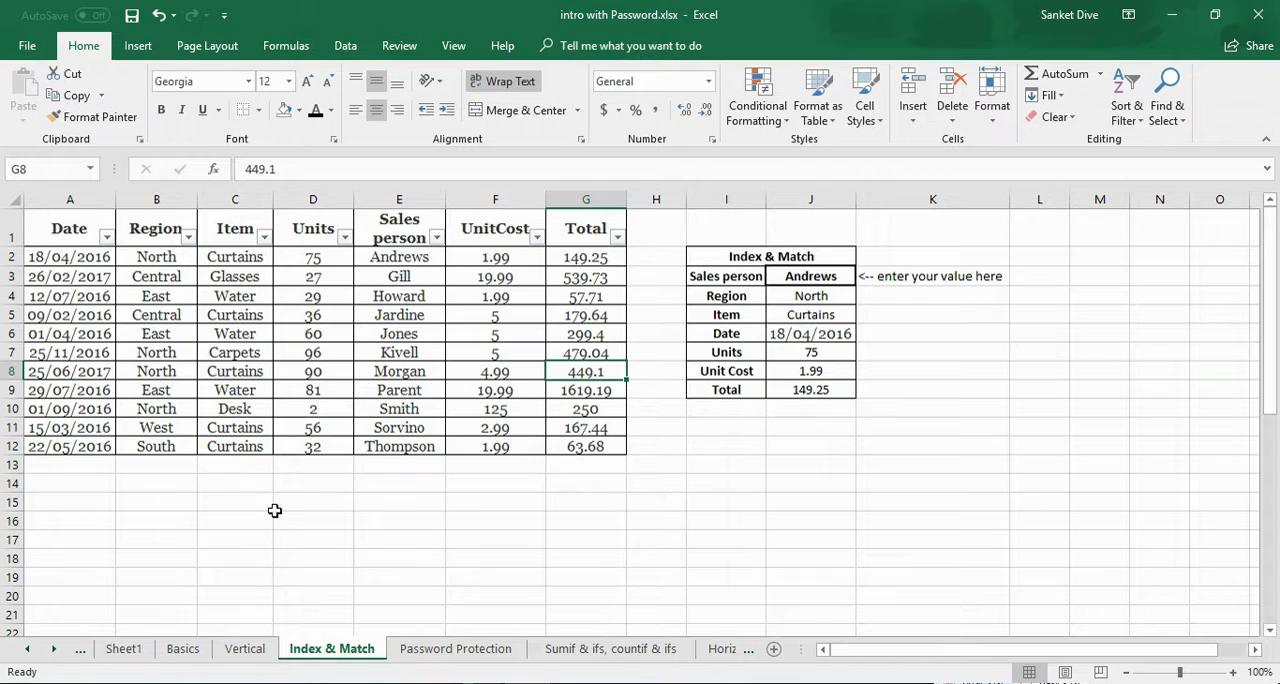 AutoSave Off intro with Password.xlsx - Excel Sanket Dive
File Home Insert Page Layout Formulas Data Review View Help Tell me what you want to do Share
Paste
Cut
Copy
Format Painter
Clipboard
Georgia 12
B I U A
Font
Wrap Text
Merge & Center
Alignment
General
$ % ,
Number
Conditional Formatting
Format as Table
Cell Styles
Styles
Insert
Delete
Format
Cells
AutoSum
Fill
Clear
Sort & Filter
Find & Select
Editing
G8 fx 449.1
A B C D E F G H I J K L M N O
1 Date Region Item Units Sales person UnitCost Total
2 18/04/2016 North Curtains 75 Andrews 1.99 149.25 Index & Match
3 26/02/2017 Central Glasses 27 Gill 19.99 539.73 Sales person Andrews <-- enter your value here
4 12/07/2016 East Water 29 Howard 1.99 57.71 Region North
5 09/02/2016 Central Curtains 36 Jardine 5 179.64 Item Curtains
6 01/04/2016 East Water 60 Jones 5 299.4 Date 18/04/2016
7 25/11/2016 North Carpets 96 Kivell 5 479.04 Units 75
8 25/06/2017 North Curtains 90 Morgan 4.99 449.1 Unit Cost 1.99
9 29/07/2016 East Water 81 Parent 19.99 1619.19 Total 149.25
10 01/09/2016 North Desk 2 Smith 125 250
11 15/03/2016 West Curtains 56 Sorvino 2.99 167.44
12 22/05/2016 South Curtains 32 Thompson 1.99 63.68
13
14
15
16
17
18
19
20
21
22
... Sheet1 Basics Vertical Index & Match Password Protection Sumif & ifs, countif & ifs Horiz ...
Ready 100%